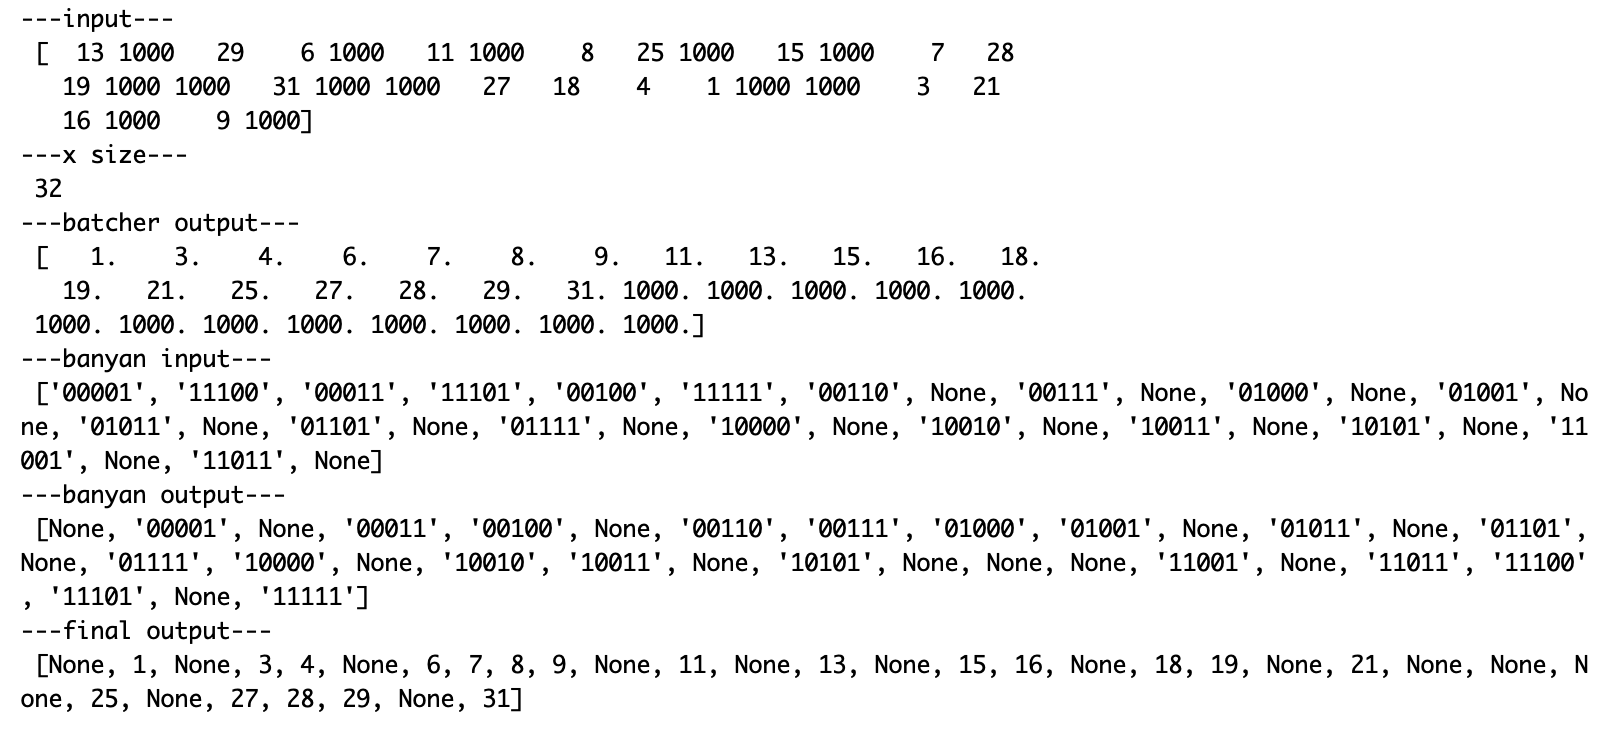 ---input---
[  13 1000   29    6 1000   11 1000    8   25 1000   15 1000    7   28
   19 1000 1000   31 1000 1000   27   18    4    1 1000 1000    3   21
   16 1000    9 1000]
---x size---
 32
---batcher output---
 [   1.    3.    4.    6.    7.    8.    9.   11.   13.   15.   16.   18.
   19.   21.   25.   27.   28.   29.   31. 1000. 1000. 1000. 1000. 1000.
 1000. 1000. 1000. 1000. 1000. 1000. 1000. 1000.]
---banyan input---
 ['00001', '11100', '00011', '11101', '00100', '11111', '00110', None, '00111', None, '01000', None, '01001', No
ne, '01011', None, '01101', None, '01111', None, '10000', None, '10010', None, '10011', None, '10101', None, '11
001', None, '11011', None]
---banyan output---
 [None, '00001', None, '00011', '00100', None, '00110', '00111', '01000', '01001', None, '01011', None, '01101',
None, '01111', '10000', None, '10010', '10011', None, '10101', None, None, None, '11001', None, '11011', '11100'
, '11101', None, '11111']
---final output---
 [None, 1, None, 3, 4, None, 6, 7, 8, 9, None, 11, None, 13, None, 15, 16, None, 18, 19, None, 21, None, None, N
one, 25, None, 27, 28, 29, None, 31]